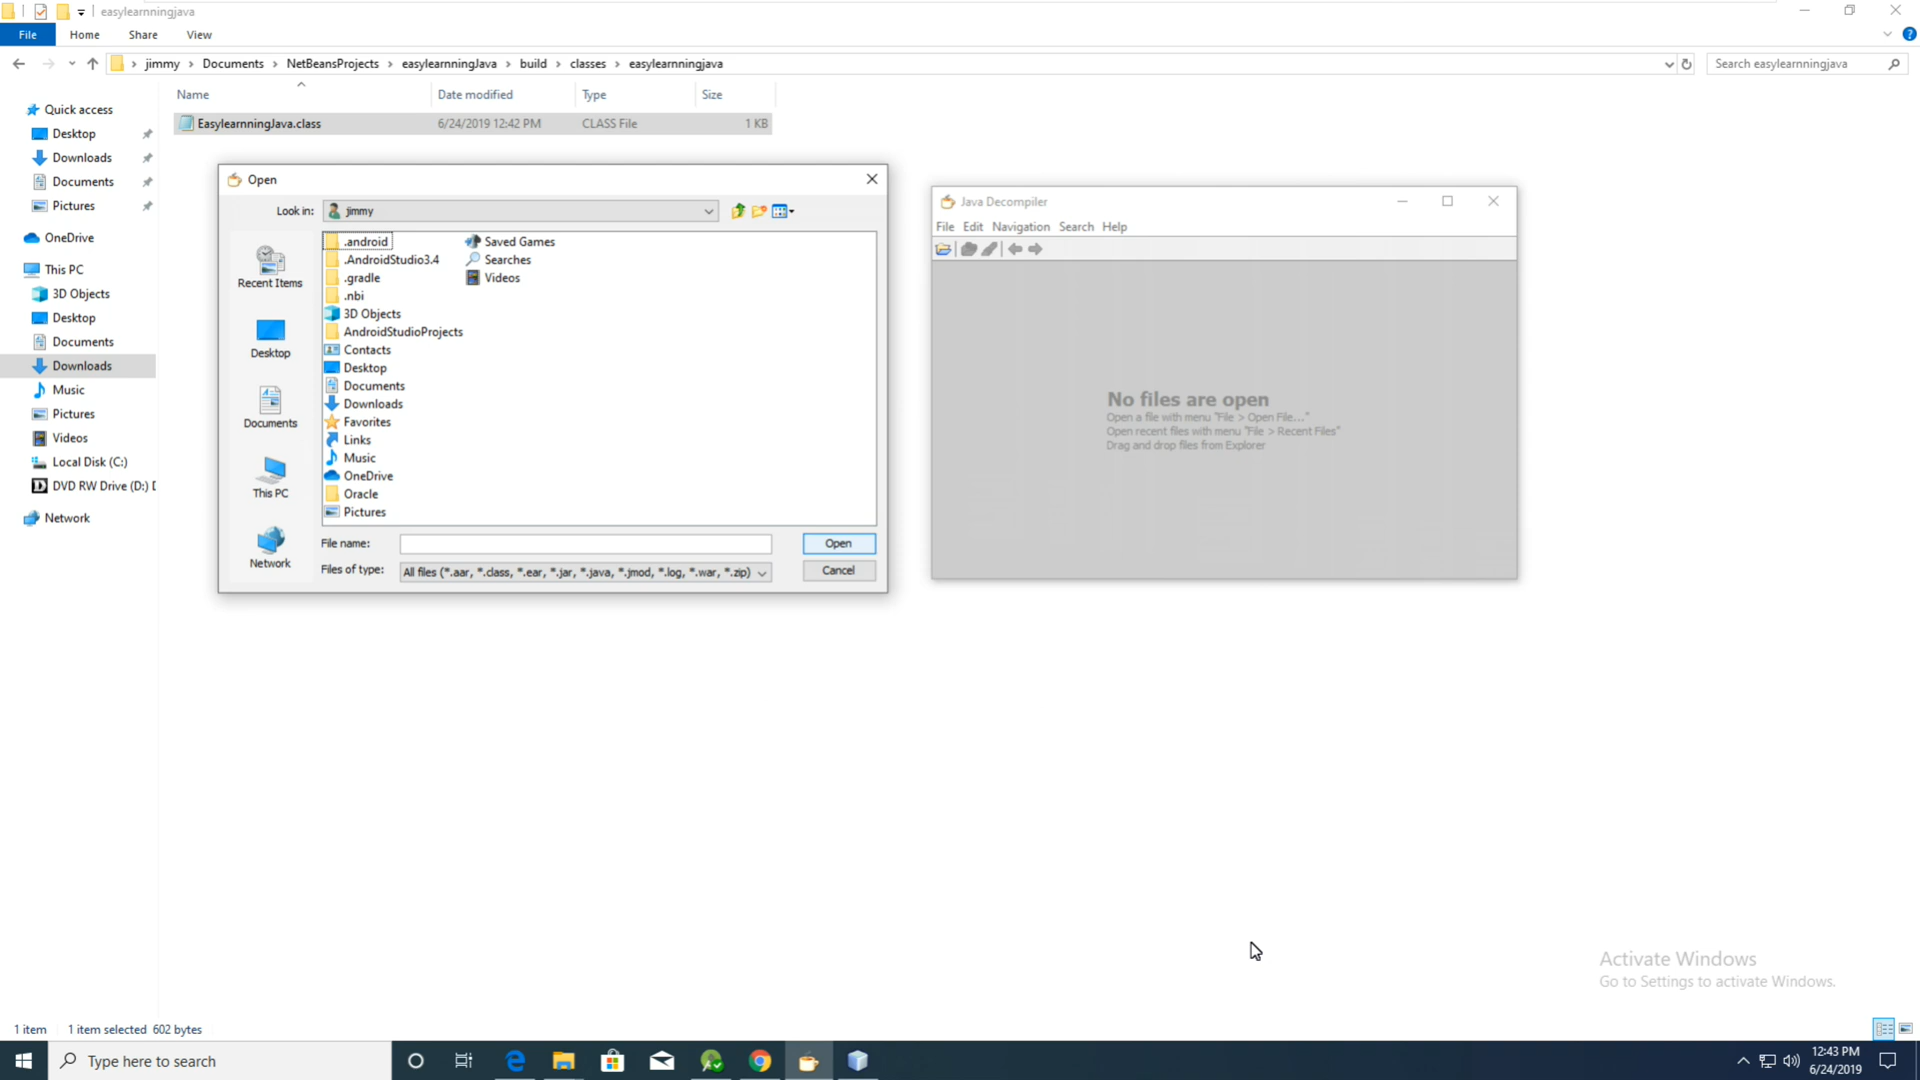 easylearnningjava
File Home Share View
jimmy Documents NetBeansProjects easylearnningJava build classes easylearnningjava
Search easylearnningjava
Name Date modified Type Size
EasylearnningJava.class 6/24/2019 12:42 PM CLASS File 1 KB
Quick access
Desktop
Downloads
Documents
Pictures
OneDrive
This PC
3D Objects
Desktop
Documents
Downloads
Music
Pictures
Videos
Local Disk (C:)
DVD RW Drive (D:) D
Network
Open
Look in: jimmy
Recent Items
Desktop
Documents
This PC
Network
.android
.AndroidStudio3.4
.gradle
.nbi
3D Objects
AndroidStudioProjects
Contacts
Desktop
Documents
Downloads
Favorites
Links
Music
OneDrive
Oracle
Pictures
Saved Games
Searches
Videos
File name:
Open
Files of type: All files (*.aar, *.class, *.ear, *.jar, *.java, *.jmod, *.log, *.war, *.zip)
Cancel
Java Decompiler
File Edit Navigation Search Help
No files are open
Open a file with menu "File > Open File..."
Open recent files with menu "File > Recent Files"
Drag and drop files from Explorer
Activate Windows
Go to Settings to activate Windows.
1 item 1 item selected 602 bytes
Type here to search
12:43 PM
6/24/2019